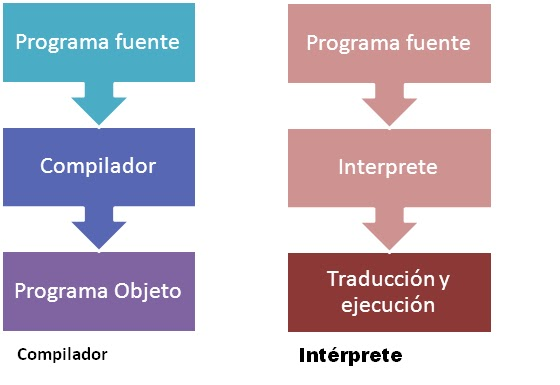 Programa fuente
Compilador
Programa Objeto
Compilador
Programa fuente
Interprete
Traducción y
ejecución
Intérprete